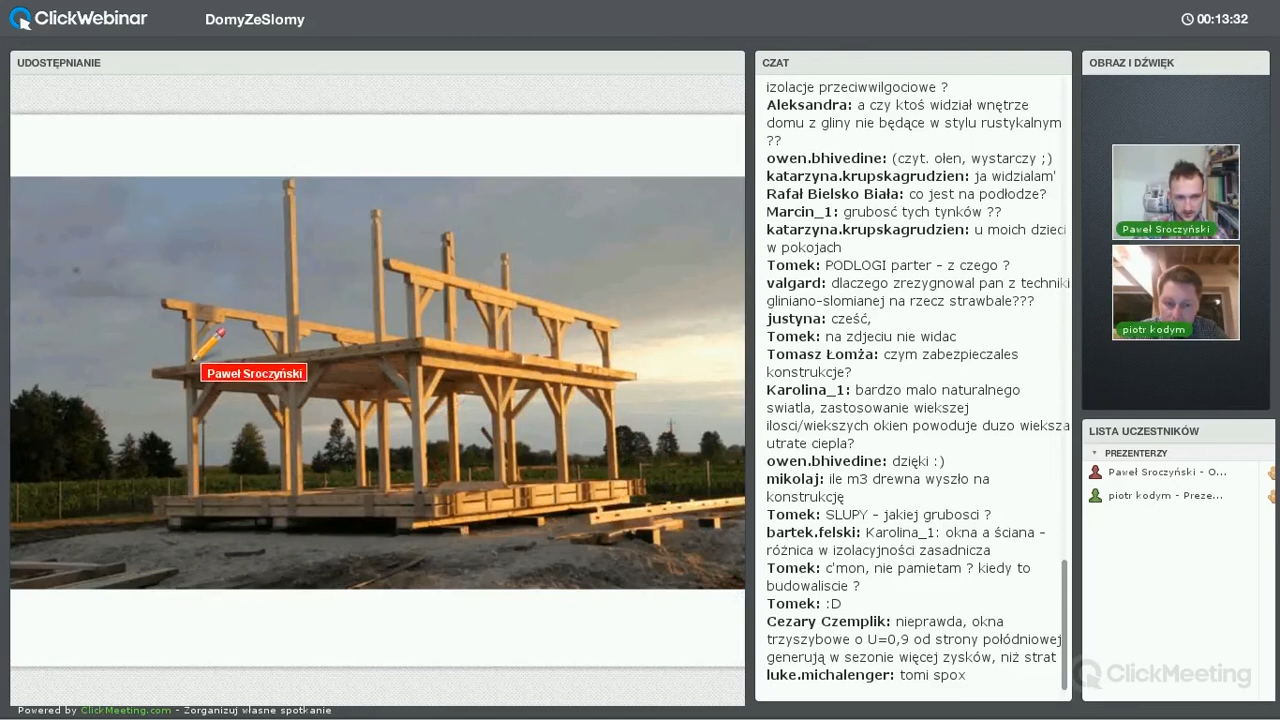 ClickWebinar
DomyZeSlomy
00:13:32
UDOSTĘPNIANIE
Paweł Sroczyński
Powered by ClickMeeting.com - Zorganizuj własne spotkanie
CZAT
izolacje przeciwwilgociowe ?
Aleksandra: a czy ktoś widział wnętrze
domu z gliny nie będące w stylu rustykalnym
??
owen.bhivedine: (czyt. ołen, wystarczy ;)
katarzyna.krupskagrudzien: ja widzialam'
Rafał Bielsko Biała: co jest na podłodze?
Marcin_1: grubosć tych tynków ??
katarzyna.krupskagrudzien: u moich dzieci
w pokojach
Tomek: PODLOGI parter - z czego ?
valgard: dlaczego zrezygnowal pan z techniki
gliniano-slomianej na rzecz strawbale???
justyna: cześć,
Tomek: na zdjeciu nie widac
Tomasz Łomża: czym zabezpieczales
konstrukcje?
Karolina_1: bardzo malo naturalnego
swiatla, zastosowanie wiekszej
ilosci/wiekszych okien powoduje duzo wieksza
utrate ciepla?
owen.bhivedine: dzięki :)
mikolaj: ile m3 drewna wyszło na
konstrukcję
Tomek: SLUPY - jakiej grubosci ?
bartek.felski: Karolina_1: okna a ściana -
różnica w izolacyjności zasadnicza
Tomek: c'mon, nie pamietam ? kiedy to
budowaliscie ?
Tomek: :D
Cezary Czemplik: nieprawda, okna
trzyszybowe o U=0,9 od strony połódniowej
generują w sezonie więcej zysków, niż strat
luke.michalenger: tomi spox
OBRAZ I DŹWIĘK
Paweł Sroczyński
piotr kodym
LISTA UCZESTNIKÓW
PREZENTERZY
Paweł Sroczyński - O...
piotr kodym - Preze...
ClickMeeting